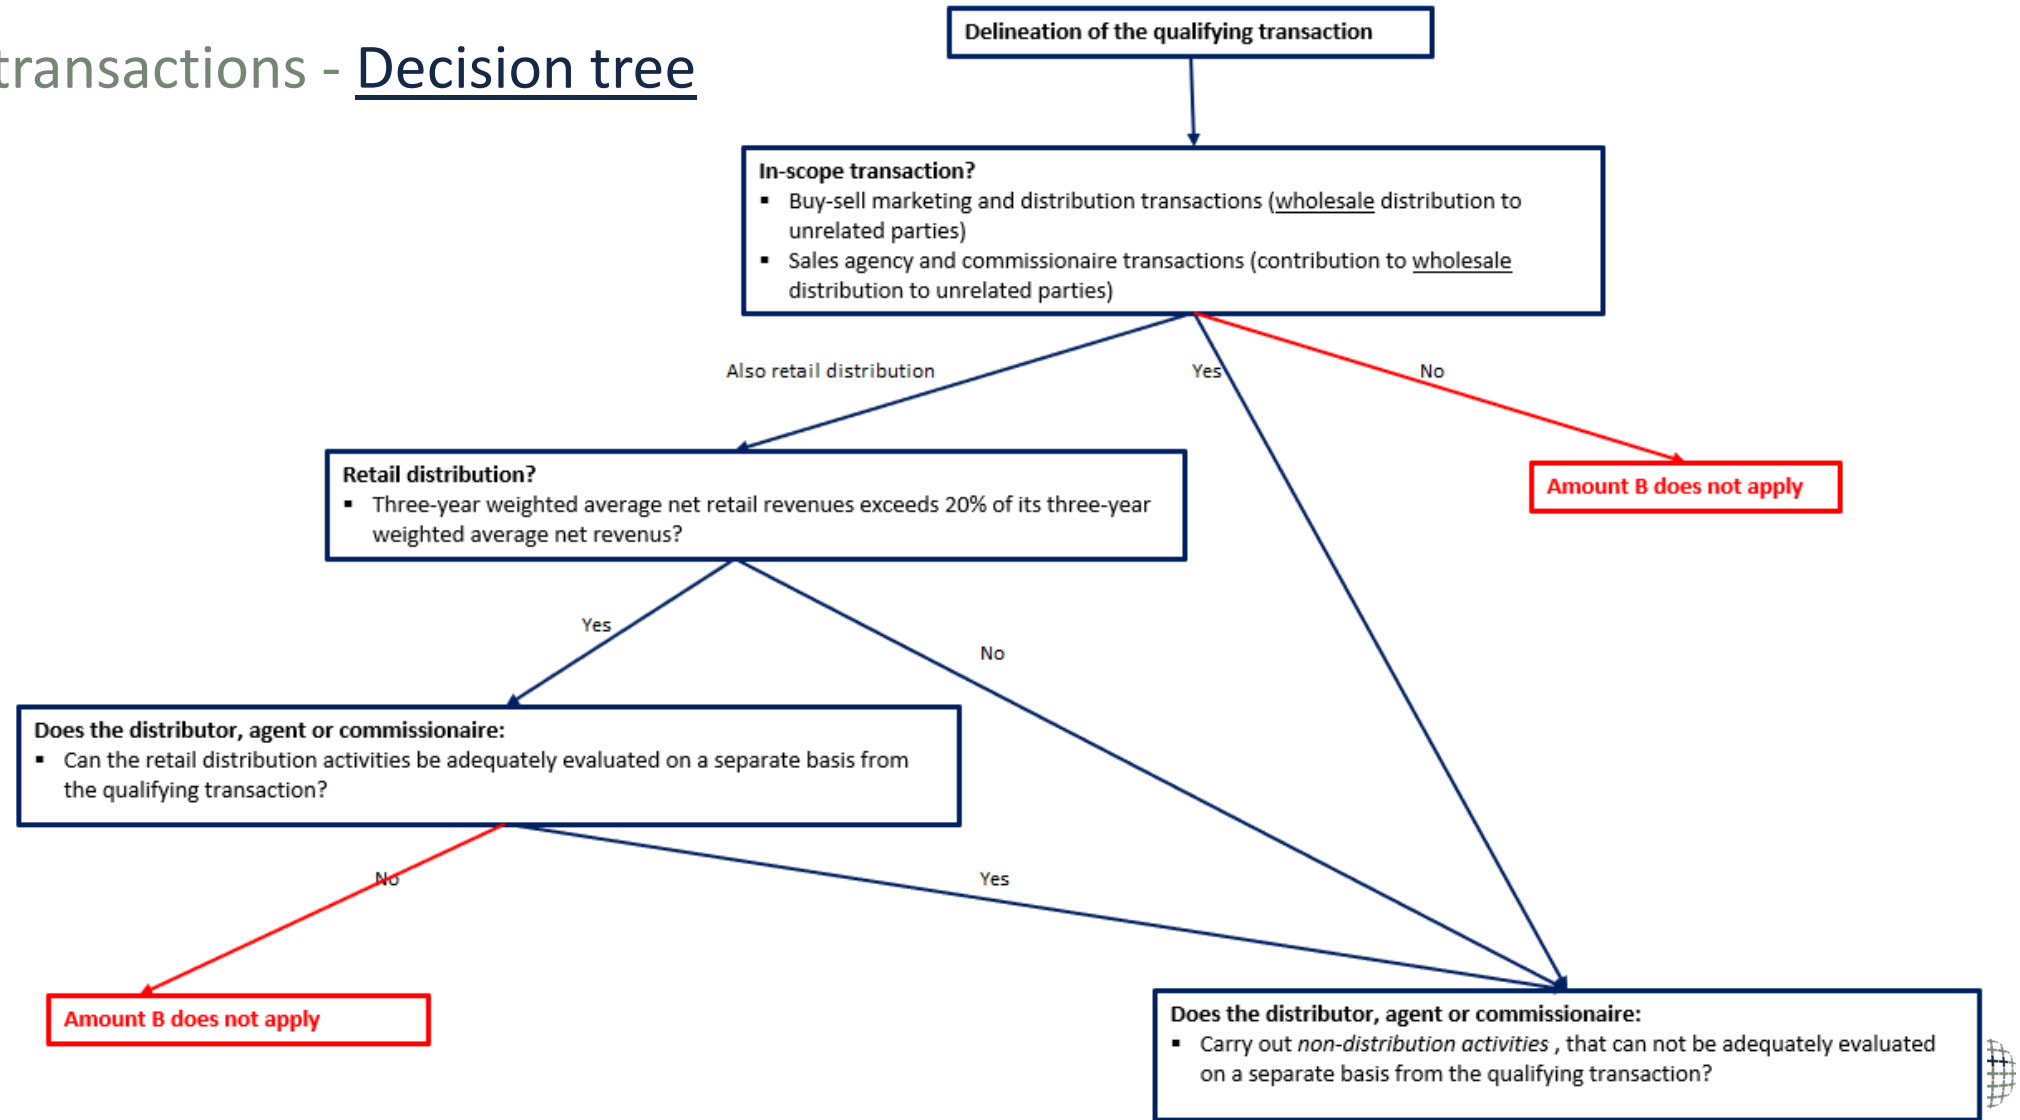 transactions - Decision tree
Delineation of the qualifying transaction
In-scope transaction?
▪ Buy-sell marketing and distribution transactions (wholesale distribution to
unrelated parties)
▪ Sales agency and commissionaire transactions (contribution to wholesale
distribution to unrelated parties)
Also retail distribution
Yes
No
Retail distribution?
▪ Three-year weighted average net retail revenues exceeds 20% of its three-year
weighted average net revenus?
Amount B does not apply
Yes
No
Does the distributor, agent or commissionaire:
▪ Can the retail distribution activities be adequately evaluated on a separate basis from
the qualifying transaction?
No
Yes
Amount B does not apply
Does the distributor, agent or commissionaire:
▪ Carry out non-distribution activities , that can not be adequately evaluated
on a separate basis from the qualifying transaction?